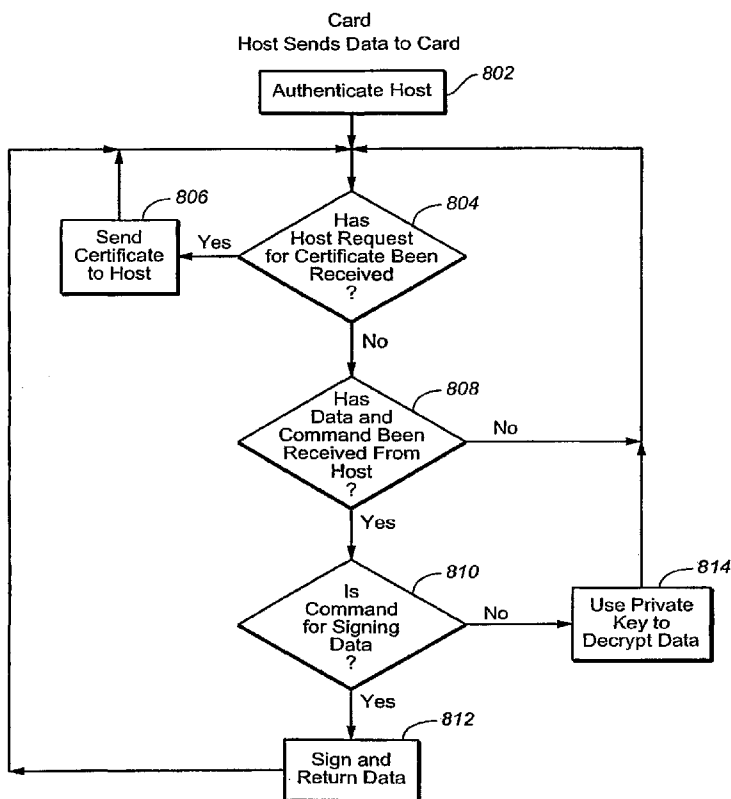 Card
Host Sends Data to Card
802
Authenticate Host
806
804
Send
Certificate
to Host
Yes
Has
Host Request
for Certificate Been
Received
?
No
808
Has
Data and
Command Been
Received From
Host
?
No
Yes
810
Is
Command
for Signing
Data
?
No
814
Use Private
Key to
Decrypt Data
Yes
812
Sign and
Return Data